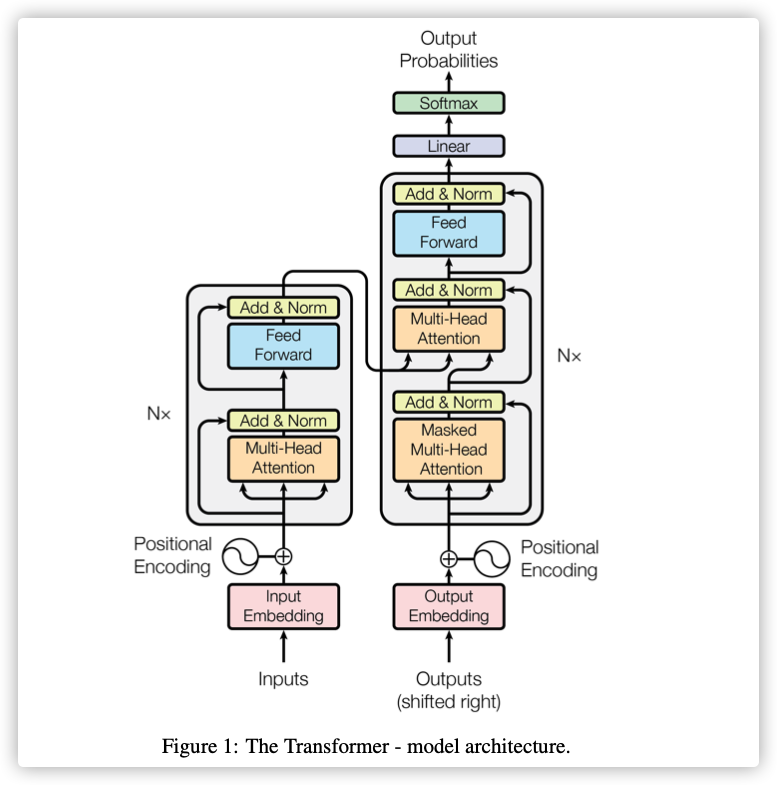 Output
Probabilities
Softmax
Linear
Add & Norm
Feed
Forward
Add & Norm
Multi-Head
Attention
Add & Norm
Masked
Multi-Head
Attention
Nx
Add & Norm
Feed
Forward
Add & Norm
Multi-Head
Attention
Nx
Positional
Encoding
Positional
Encoding
Input
Embedding
Output
Embedding
Inputs
Outputs
(shifted right)
Figure 1: The Transformer - model architecture.